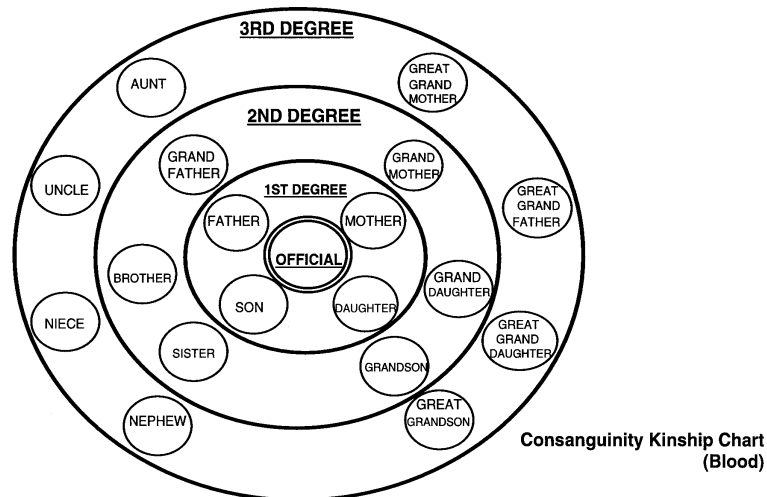 3RD DEGREE
AUNT
GREAT
GRAND
MOTHER
2ND DEGREE
GRAND
FATHER
GRAND
MOTHER
UNCLE
1ST DEGREE
GREAT
GRAND
FATHER
FATHER
MOTHER
OFFICIAL
BROTHER
GRAND
DAUGHTER
SON
DAUGHTER
NIECE
GREAT
GRAND
DAUGHTER
SISTER
GRANDSON
NEPHEW
GREAT
GRANDSON
Consanguinity Kinship Chart
(Blood)